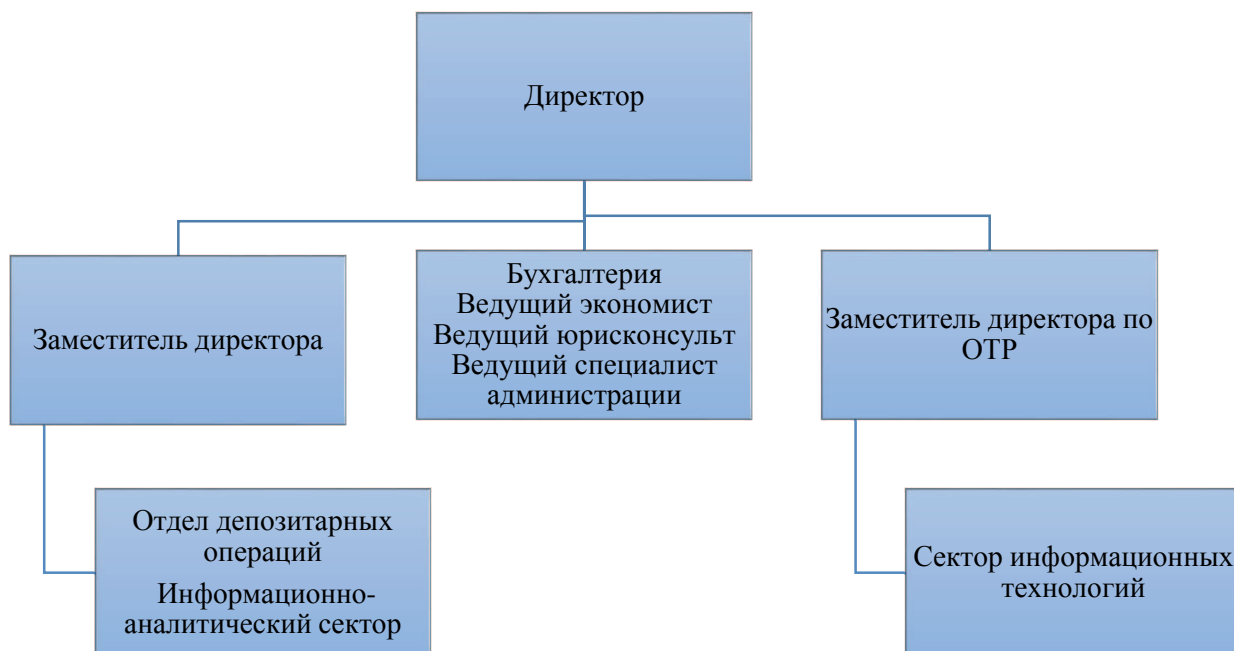 Директор
Заместитель директора
Бухгалтерия
Ведущий экономист
Ведущий юрисконсульт
Ведущий специалист
администрации
Заместитель директора по
ОТР
Отдел депозитарных
операций
Информационно-
аналитический сектор
Сектор информационных
технологий